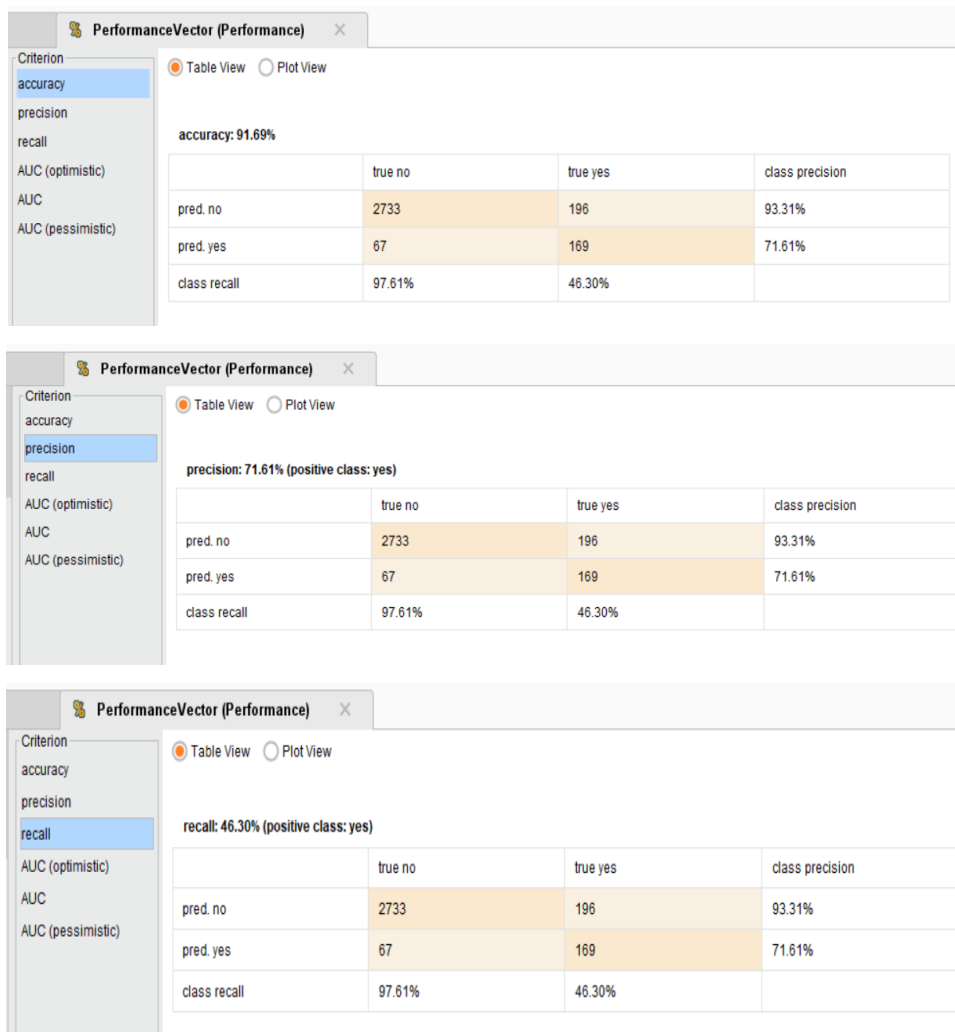 PerformanceVector (Performance) ×
Criterion
accuracy
precision
recall
AUC (optimistic)
AUC
AUC (pessimistic)
Table View Plot View
accuracy: 91.69%
true no true yes class precision
pred. no 2733 196 93.31%
pred. yes 67 169 71.61%
class recall 97.61% 46.30%
PerformanceVector (Performance) ×
Criterion
accuracy
precision
recall
AUC (optimistic)
AUC
AUC (pessimistic)
Table View Plot View
precision: 71.61% (positive class: yes)
true no true yes class precision
pred. no 2733 196 93.31%
pred. yes 67 169 71.61%
class recall 97.61% 46.30%
PerformanceVector (Performance) ×
Criterion
accuracy
precision
recall
AUC (optimistic)
AUC
AUC (pessimistic)
Table View Plot View
recall: 46.30% (positive class: yes)
true no true yes class precision
pred. no 2733 196 93.31%
pred. yes 67 169 71.61%
class recall 97.61% 46.30%